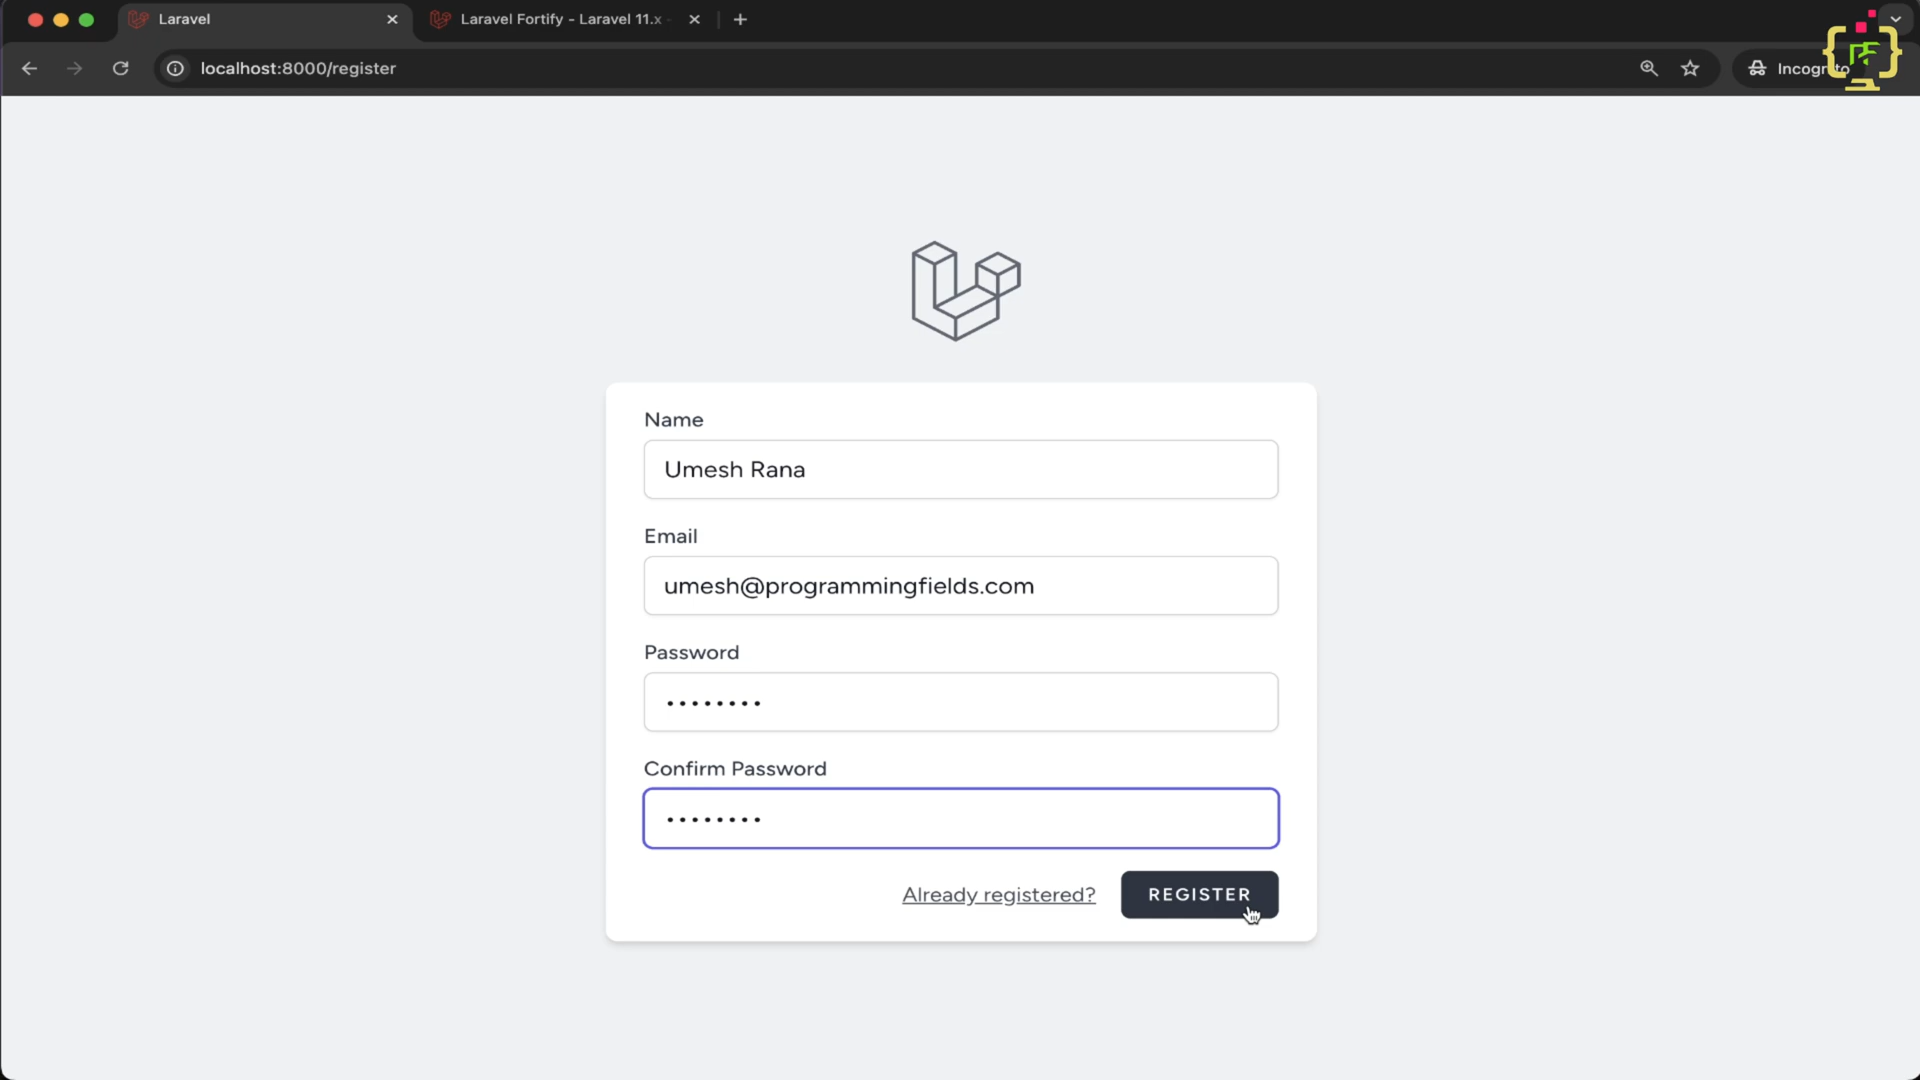 Laravel
Laravel Fortify - Laravel 11.x
localhost:8000/register
Incognito
Name
Umesh Rana
Email
umesh@programmingfields.com
Password
••••••••
Confirm Password
••••••••
Already registered?
REGISTER